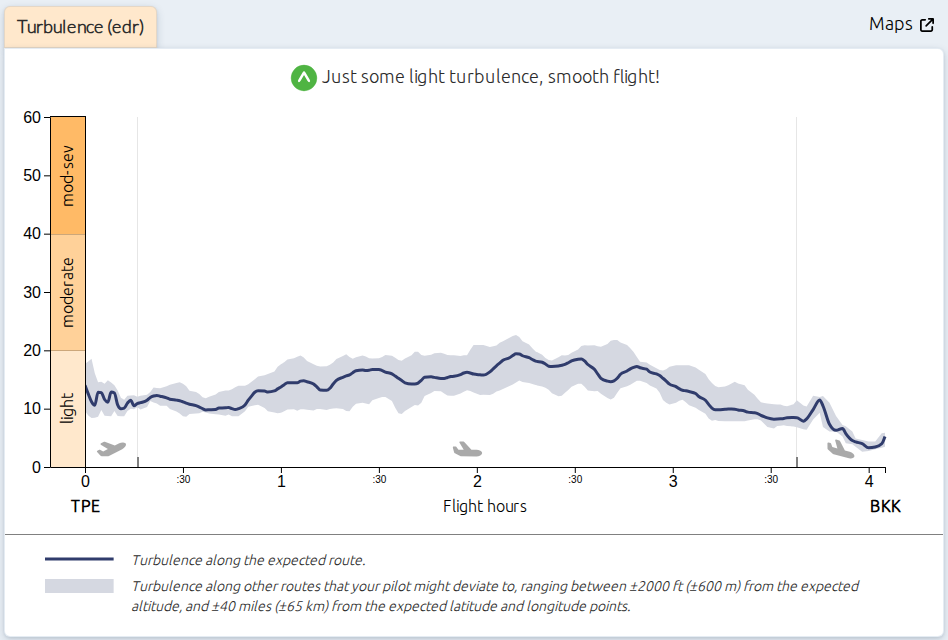 Turbulence (edr)
Maps
Just some light turbulence, smooth flight!
60
50
40
30
20
10
0
mod-sev
moderate
light
0 :30 1 :30 2 :30 3 :30 4
TPE Flight hours BKK
Turbulence along the expected route.
Turbulence along other routes that your pilot might deviate to, ranging between ±2000 ft (±600 m) from the expected
altitude, and ±40 miles (±65 km) from the expected latitude and longitude points.